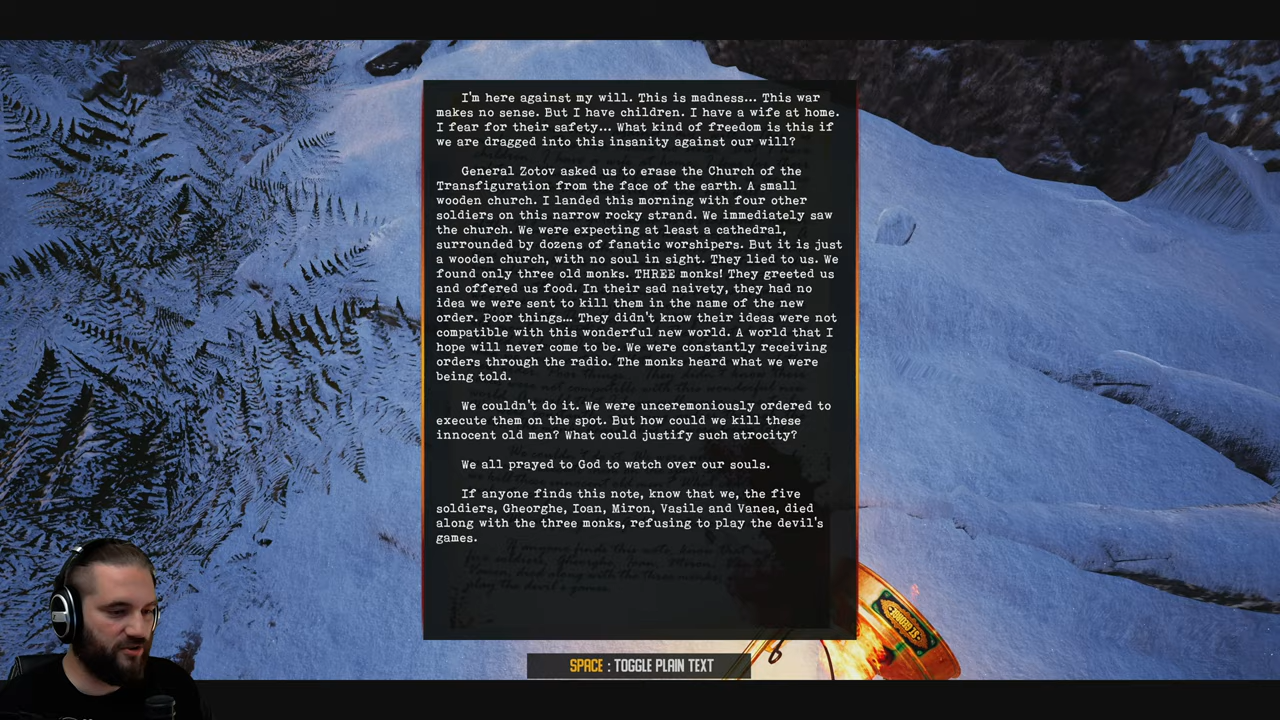 I'm here against my will. This is madness... This war
makes no sense. But I have children. I have a wife at home.
I fear for their safety... What kind of freedom is this if
we are dragged into this insanity against our will?
General Zotov asked us to erase the Church of the
Transfiguration from the face of the earth. A small
wooden church. I landed this morning with four other
soldiers on this narrow rocky strand. We immediately saw
the church. We were expecting at least a cathedral,
surrounded by dozens of fanatic worshipers. But it is just
a wooden church, with no soul in sight. They lied to us. We
found only three old monks. THREE monks! They greeted us
and offered us food. In their sad naivety, they had no
idea we were sent to kill them in the name of the new
order. Poor things... They didn't know their ideas were not
compatible with this wonderful new world. A world that I
hope will never come to be. We were constantly receiving
orders through the radio. The monks heard what we were
being told.
We couldn't do it. We were unceremoniously ordered to
execute them on the spot. But how could we kill these
innocent old men? What could justify such atrocity?
We all prayed to God to watch over our souls.
If anyone finds this note, know that we, the five
soldiers, Gheorghe, Ioan, Miron, Vasile and Vanea, died
along with the three monks, refusing to play the devil's
games.
SPACE : TOGGLE PLAIN TEXT